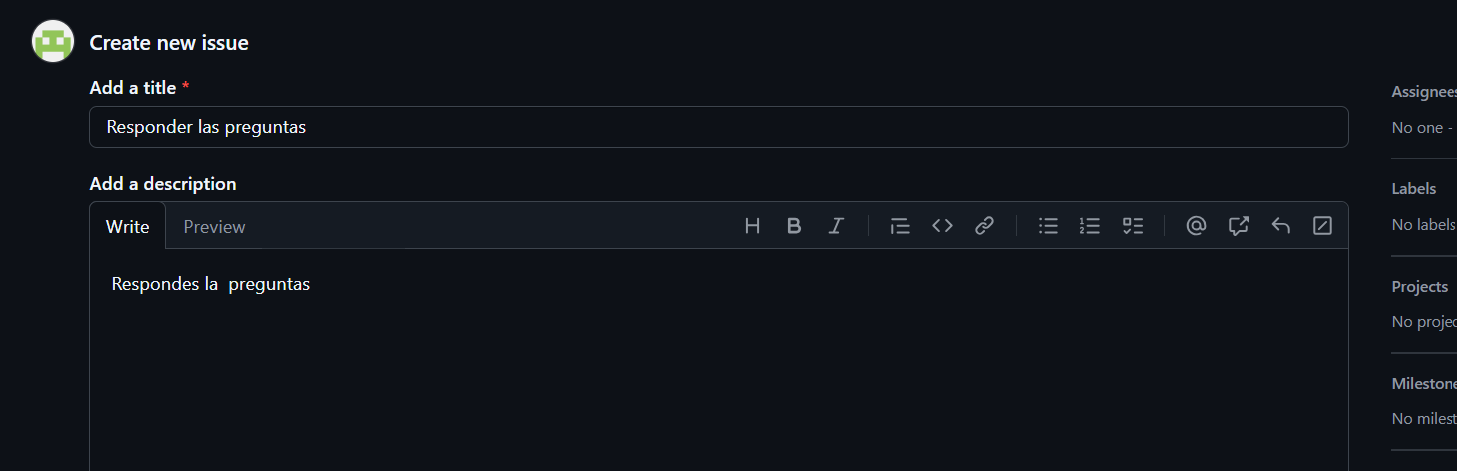 Create new issue
Add a title *
Responder las preguntas
Add a description
Write Preview
Respondes la  preguntas
Assignees
No one -
Labels
No labels
Projects
No projec
Milestone
No milest